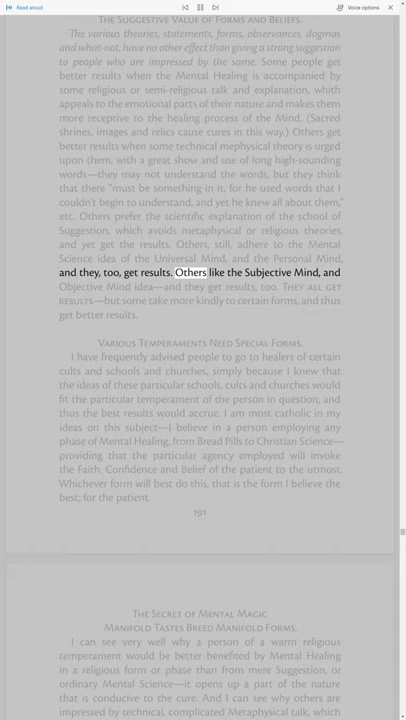 Read aloud
Voice options
The Suggestive Value of Forms and Beliefs.
The various theories, statements, forms, observances, dogmas
and what-not, have no other effect than giving a strong suggestion
to people who are impressed by the same. Some people get
better results when the Mental Healing is accompanied by
some religious or semi-religious talk and explanation, whith
appeals to the emotional parts of their nature and makes them
more receptive to the healing process of the Mind. (Sacred
shrines, images and relics cause cures in this way.) Others get
better results when some technical mephysical theory is urged
upon them, with a great show and use of long high-sounding
words—they may not understand the words, but they think
that there "must be something in it, for he used words that I
couldn't begin to understand, and yet he knew all about them,"
etc. Others prefer the scientific explanation of the school of
Suggestion, which avoids metaphysical or religious theories,
and yet get the results. Others, still, adhere to the Mental
Science idea of the Universal Mind, and the Personal Mind,
and they, too, get results. Others like the Subjective Mind, and
Objective Mind idea—and they get results, too. They all get
results—but some take more kindly to certain forms, and thus
get better results.
Various Temperaments Need Special Forms.
I have frequently advised people to go to healers of certain
cults and schools and churches, simply because I knew that
the ideas of these particular schools, cults and churches would
fit the particular temperament of the person in question, and
thus the best results would accrue. I am most catholic in my
ideas on this subject—I believe in a person employing any
phase of Mental Healing, from Bread Pills to Christian Science—
providing that the particular agency employed will invoke
the Faith, Confidence and Belief of the patient to the utmost.
Whichever form will best do this, that is the form I believe the
best; for the patient.
191
The Secret of Mental Magic
Manifold Tastes Breed Manifold Forms.
I can see very well why a person of a warm religious
temperament would be better benefited by Mental Healing
in a religious form or phase than from mere Suggestion, or
ordinary Mental Science—it opens up a part of the nature
that is conducive to the cure. And I can see why others are
impressed by technical, complicated Metaphysical talk, which